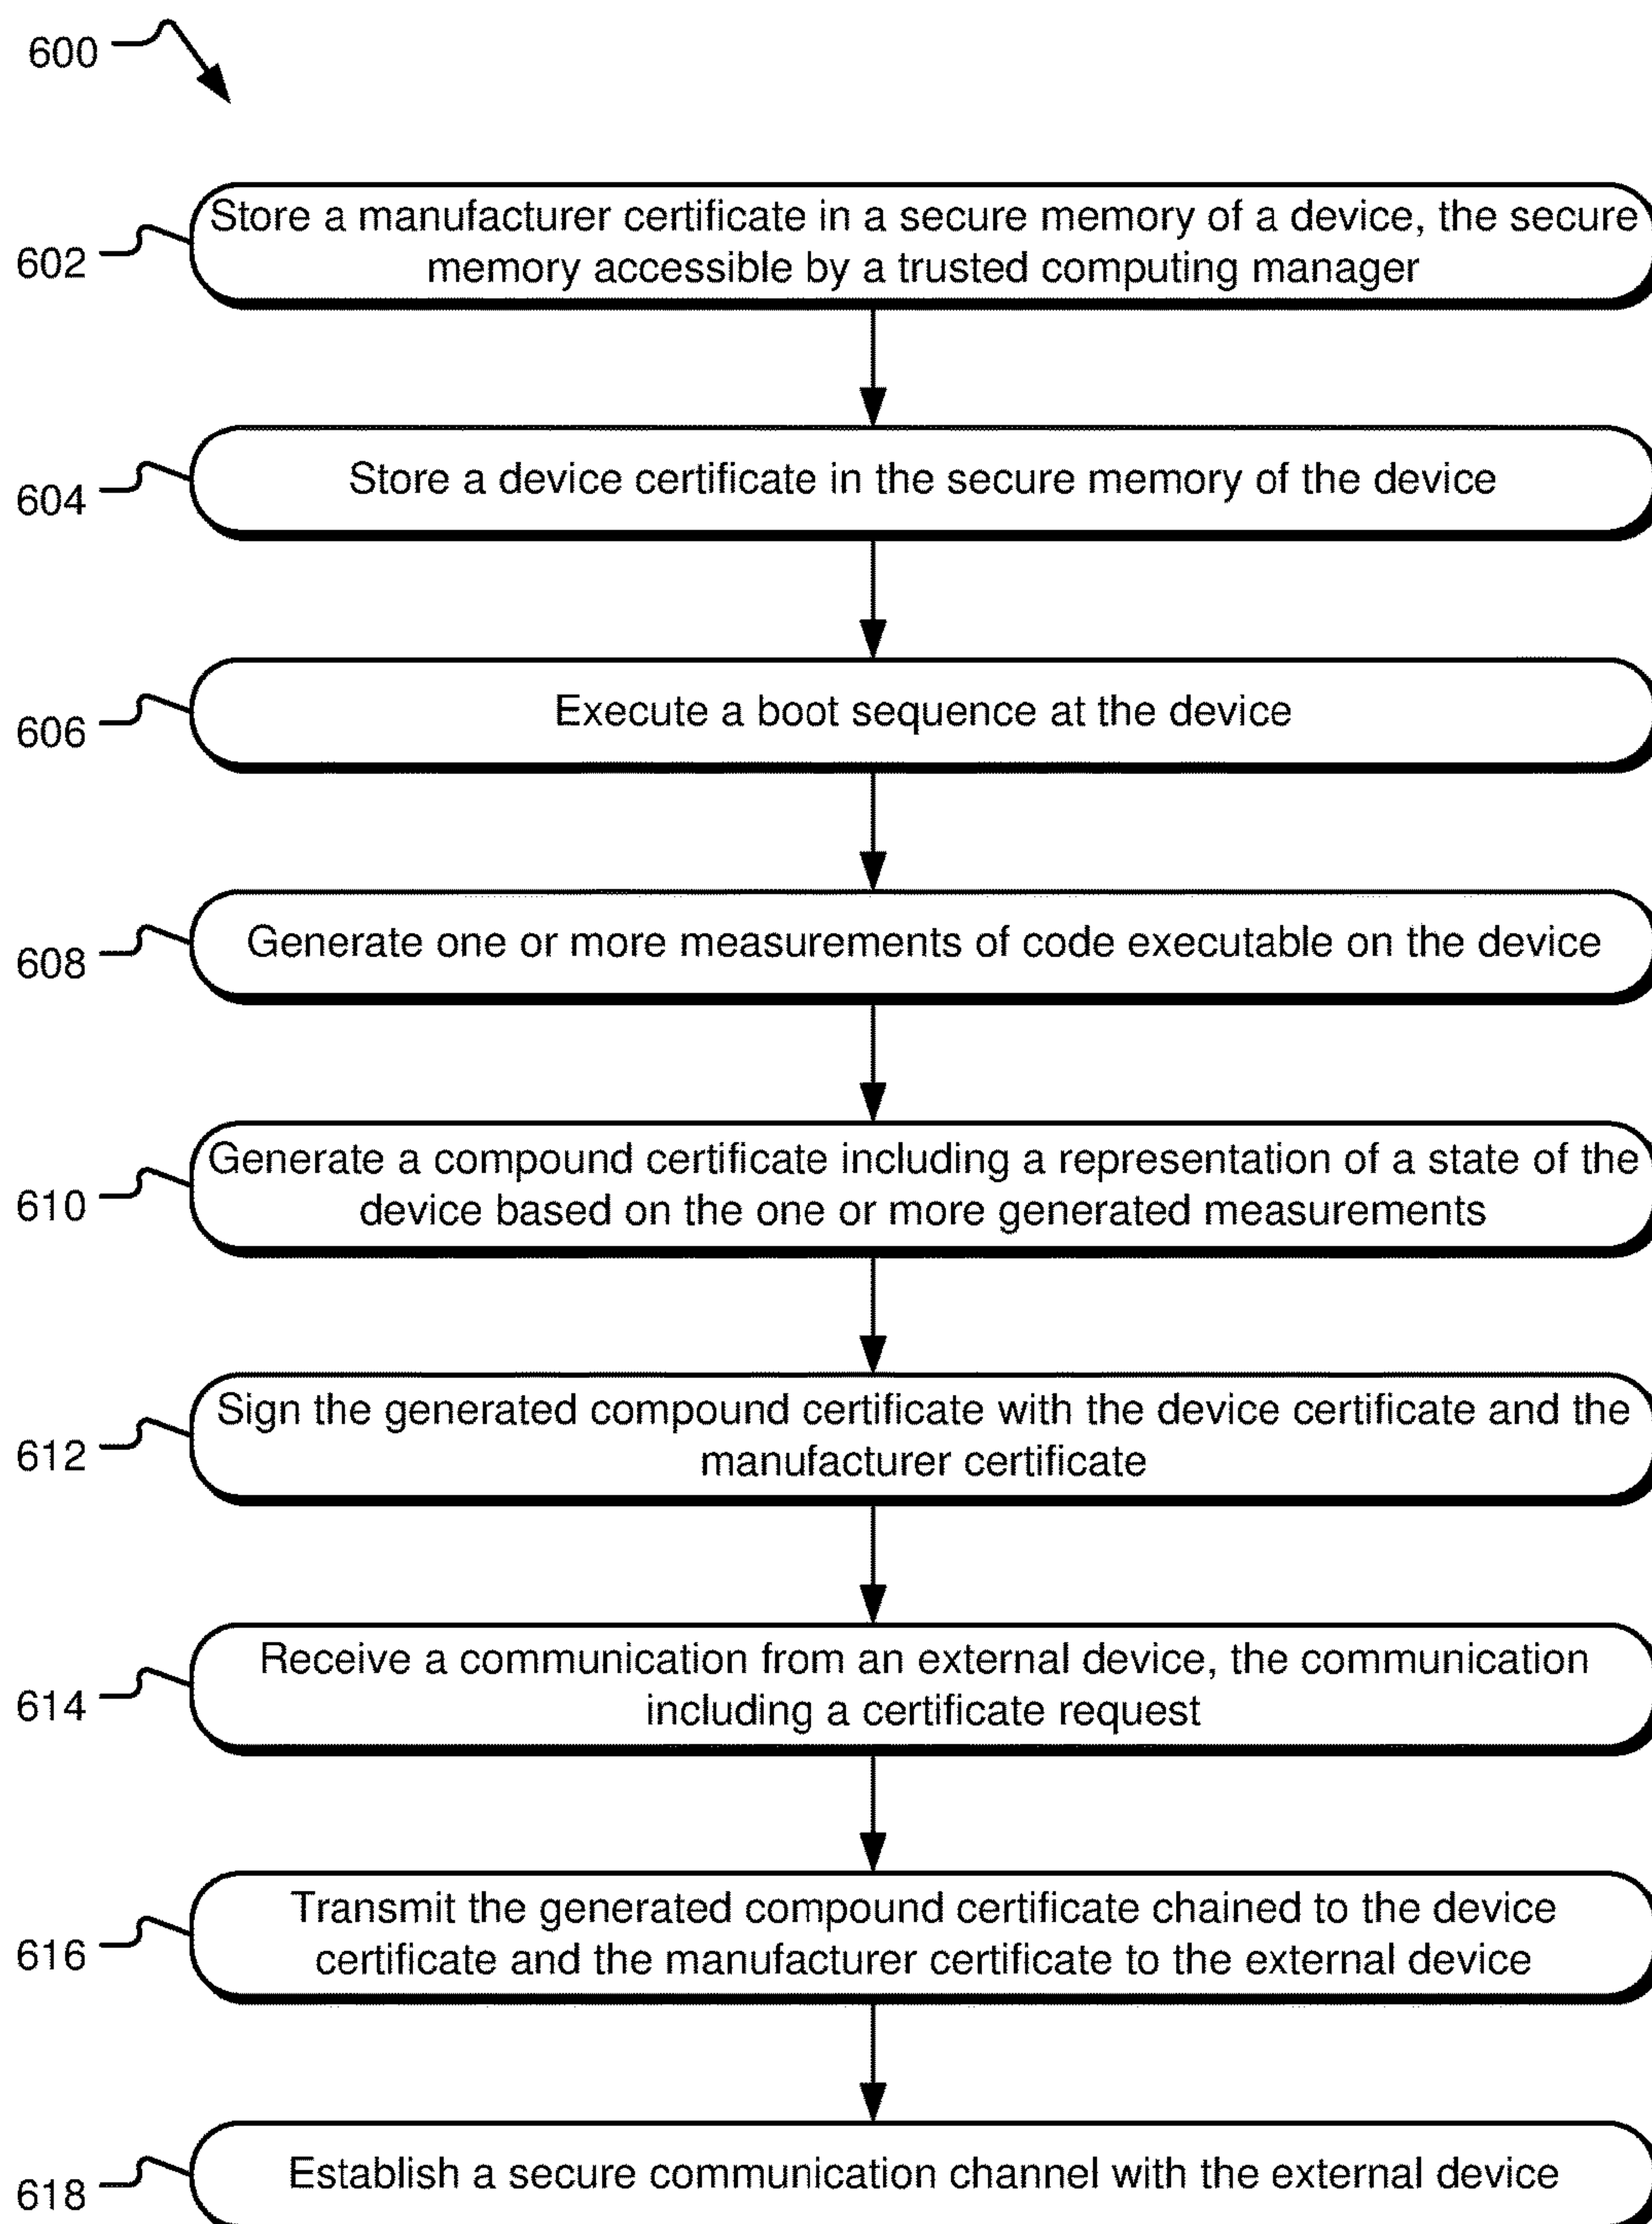 600
602
Store a manufacturer certificate in a secure memory of a device, the secure
memory accessible by a trusted computing manager
604
Store a device certificate in the secure memory of the device
606
Execute a boot sequence at the device
608
Generate one or more measurements of code executable on the device
610
Generate a compound certificate including a representation of a state of the
device based on the one or more generated measurements
612
Sign the generated compound certificate with the device certificate and the
manufacturer certificate
614
Receive a communication from an external device, the communication
including a certificate request
616
Transmit the generated compound certificate chained to the device
certificate and the manufacturer certificate to the external device
618
Establish a secure communication channel with the external device